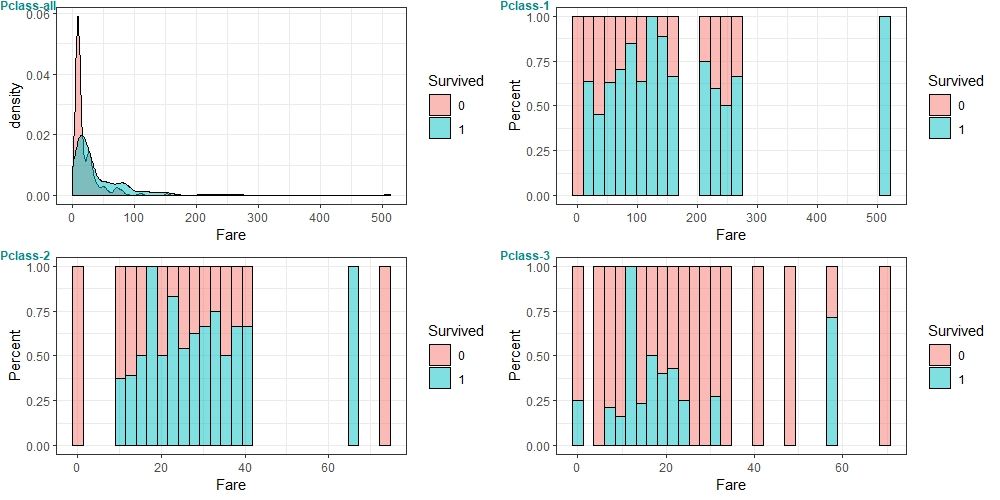 Pclass-all
0.06
0.04
0.02
0.00
density
0 100 200 300 400 500
Fare
Survived
0
1
Pclass-1
1.00
0.75
0.50
0.25
0.00
Percent
0 100 200 300 400 500
Fare
Survived
0
1
Pclass-2
1.00
0.75
0.50
0.25
0.00
Percent
0 20 40 60
Fare
Survived
0
1
Pclass-3
1.00
0.75
0.50
0.25
0.00
Percent
0 20 40 60
Fare
Survived
0
1